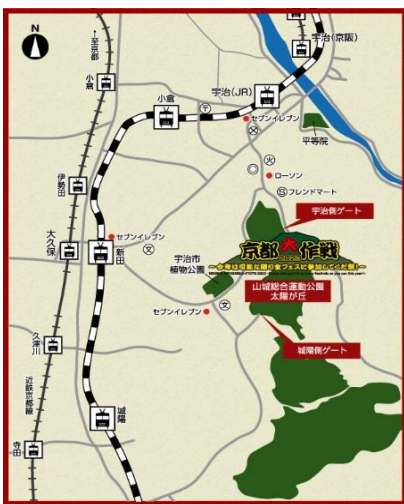 N
宇治(京阪)
←至京都
小倉
小倉
宇治(JR)
セブンイレブン
平等院
ローソン
フレンドマート
伊勢田
宇治側ゲート
セブンイレブン
文
京都大作戦
大久保
新田
宇治市
植物公園
山城総合運動公園
太陽が丘
文
セブンイレブン
城陽側ゲート
久津川
近鉄京都線
城陽
寺田